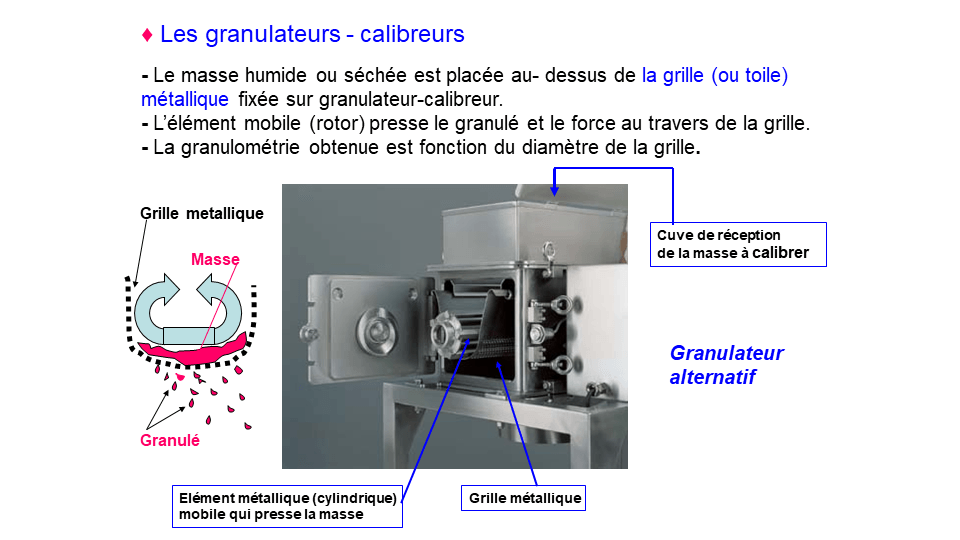 ♦ Les granulateurs - calibreurs
- Le masse humide ou séchée est placée au- dessus de la grille (ou toile)
métallique fixée sur granulateur-calibreur.
- L'élément mobile (rotor) presse le granulé et le force au travers de la grille.
- La granulométrie obtenue est fonction du diamètre de la grille.
Grille metallique
Masse
Granulé
Cuve de réception
de la masse à calibrer
Granulateur
alternatif
Elément métallique (cylindrique)
mobile qui presse la masse
Grille métallique